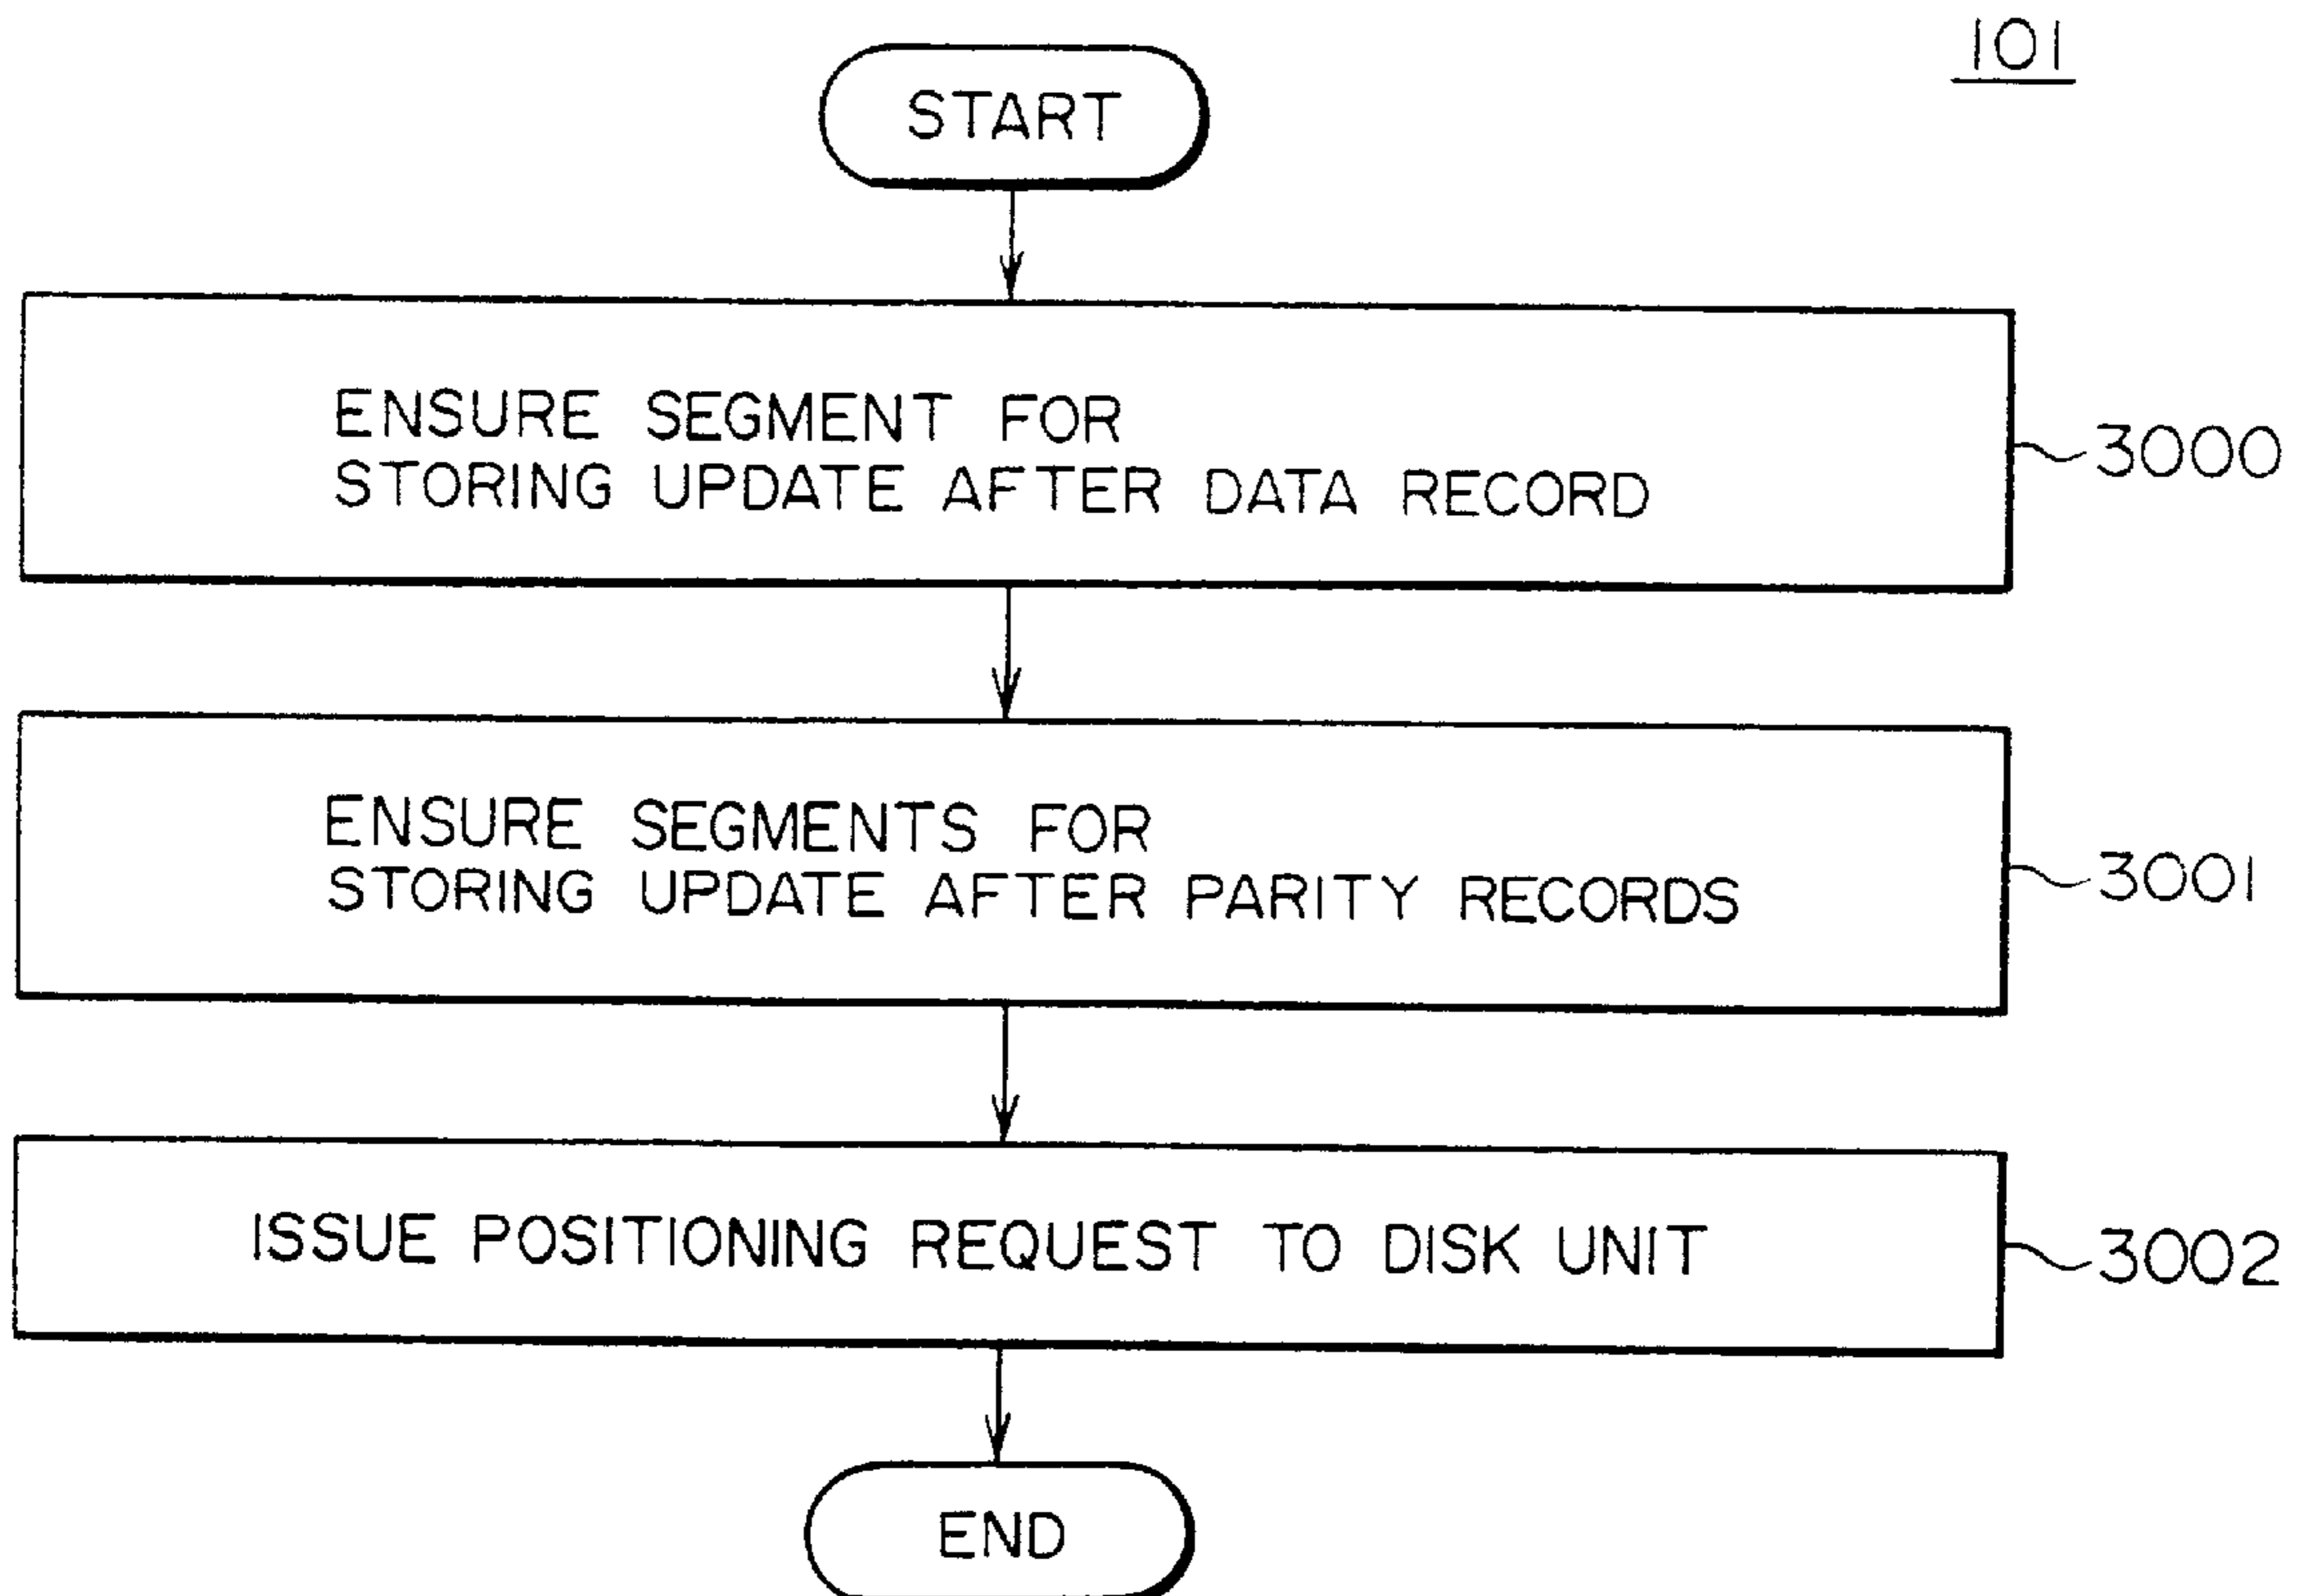 101
START
ENSURE SEGMENT FOR
STORING UPDATE AFTER DATA RECORD
3000
ENSURE SEGMENTS FOR
STORING UPDATE AFTER PARITY RECORDS
3001
ISSUE POSITIONING REQUEST TO DISK UNIT
3002
END